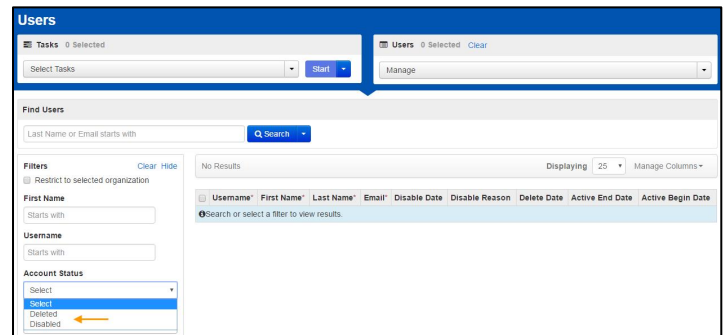 Users
Tasks 0 Selected
Select Tasks
Start
Users 0 Selected Clear
Manage
Find Users
Last Name or Email starts with
Search
Filters Clear Hide
Restrict to selected organization
First Name
Starts with
Username
Starts with
Account Status
Select
Select
Deleted
Disabled
No Results
Displaying 25 Manage Columns
Username* First Name* Last Name* Email* Disable Date Disable Reason Delete Date Active End Date Active Begin Date
Search or select a filter to view results.